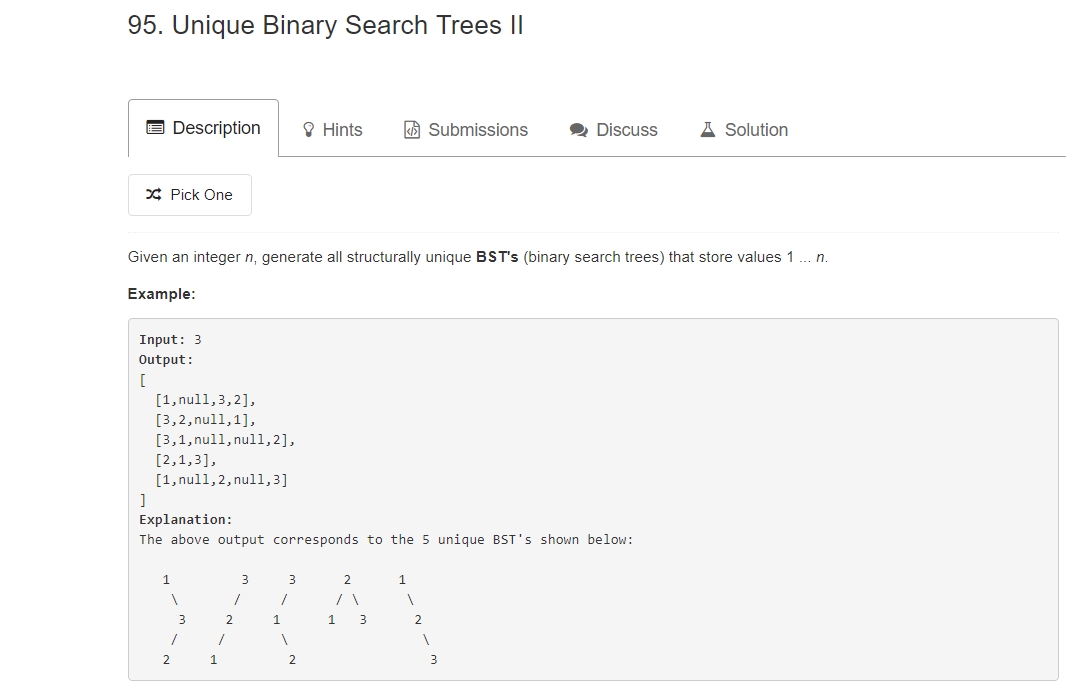 95. Unique Binary Search Trees II
Description Hints Submissions Discuss Solution
Pick One
Given an integer n, generate all structurally unique BST's (binary search trees) that store values 1 ... n.
Example:
Input: 3
Output:
[
  [1,null,3,2],
  [3,2,null,1],
  [3,1,null,null,2],
  [2,1,3],
  [1,null,2,null,3]
]
Explanation:
The above output corresponds to the 5 unique BST's shown below:
   1         3     3      2      1
    \       /     /      / \      \
     3     2     1      1   3      2
    /     /       \                 \
   2     1         2                 3